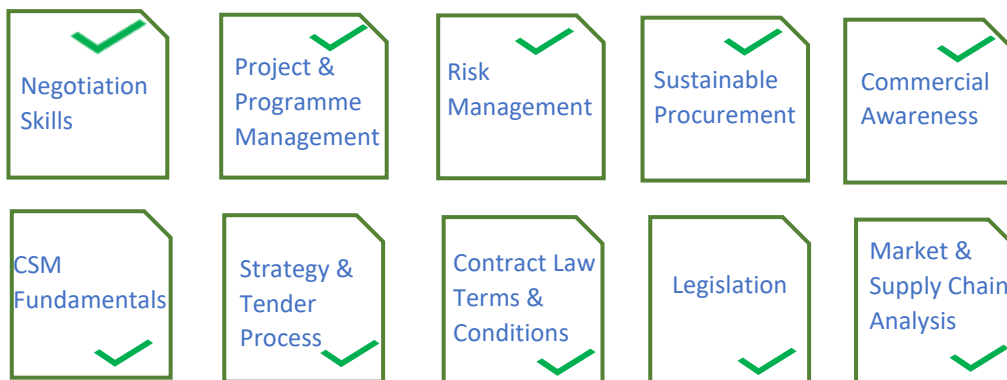 Negotiation
Skills
Project &
Programme
Management
Risk
Management
Sustainable
Procurement
Commercial
Awareness
CSM
Fundamentals
Strategy &
Tender
Process
Contract Law
Terms &
Conditions
Legislation
Market &
Supply Chain
Analysis